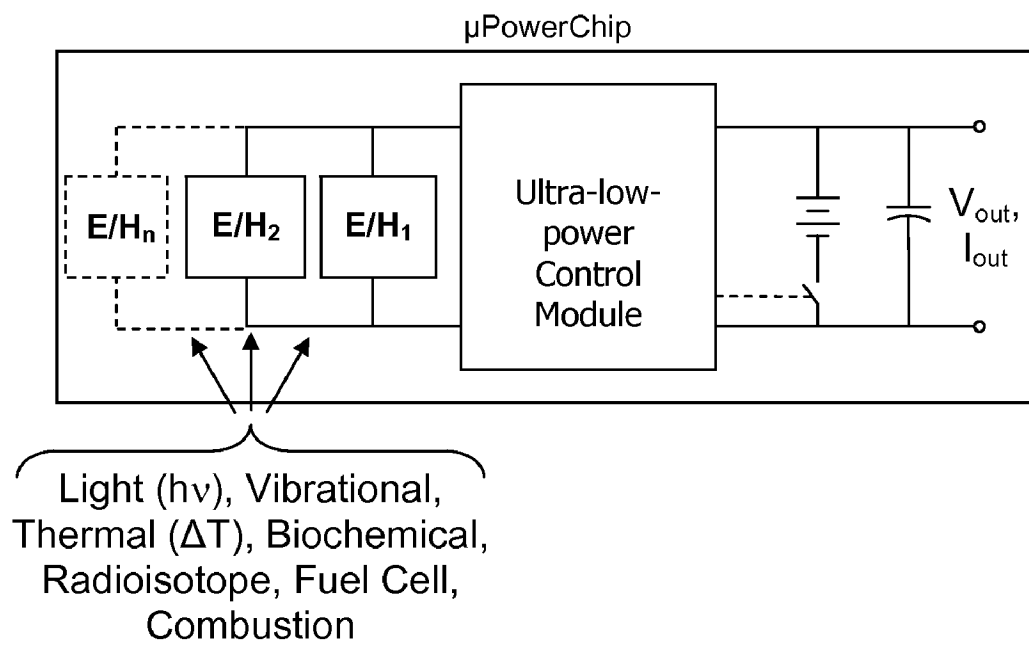 µPowerChip
E/Hn
E/H2
E/H1
Ultra-low-
power
Control
Module
Vout,
Iout
Light (hν), Vibrational,
Thermal (ΔT), Biochemical,
Radioisotope, Fuel Cell,
Combustion